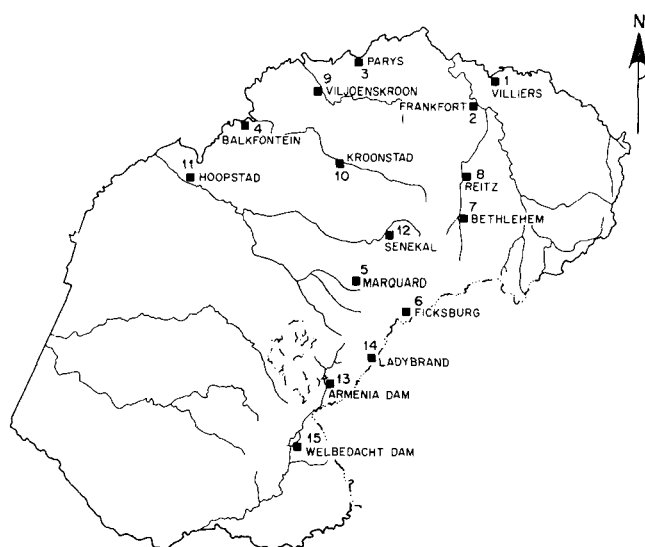 N
3 PARYS
9
VILJOENSKROON
1
VILLIERS
FRANKFORT
2
4
BALKFONTEIN
KROONSTAD
10
11
HOOPSTAD
8
REITZ
7
BETHLEHEM
12
SENEKAL
5
MARQUARD
6
FICKSBURG
14
LADYBRAND
13
ARMENIA DAM
15
WELBEDACHT DAM